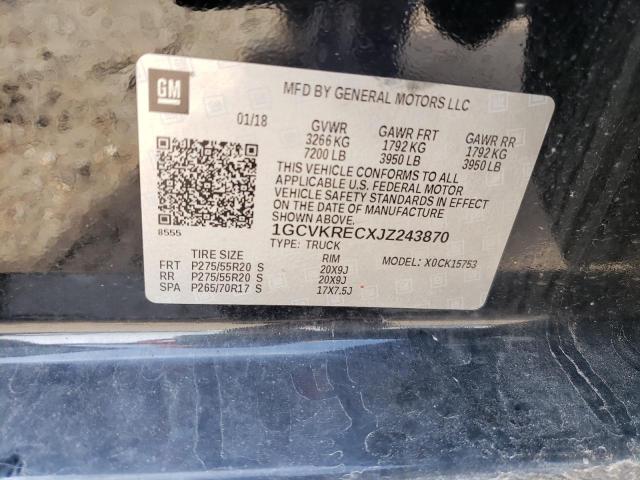 GM
MFD BY GENERAL MOTORS LLC
01/18 GVWR GAWR FRT GAWR RR
3266 KG 1792 KG 1792 KG
7200 LB 3950 LB 3950 LB
THIS VEHICLE CONFORMS TO ALL
APPLICABLE U.S. FEDERAL MOTOR
VEHICLE SAFETY STANDARDS IN EFFECT
ON THE DATE OF MANUFACTURE
SHOWN ABOVE.
8555 1GCVKRECXJZ243870
TYPE: TRUCK MODEL: X0CK15753
TIRE SIZE RIM
FRT P275/55R20 S 20X9J
RR P275/55R20 S 20X9J
SPA P265/70R17 S 17X7.5J